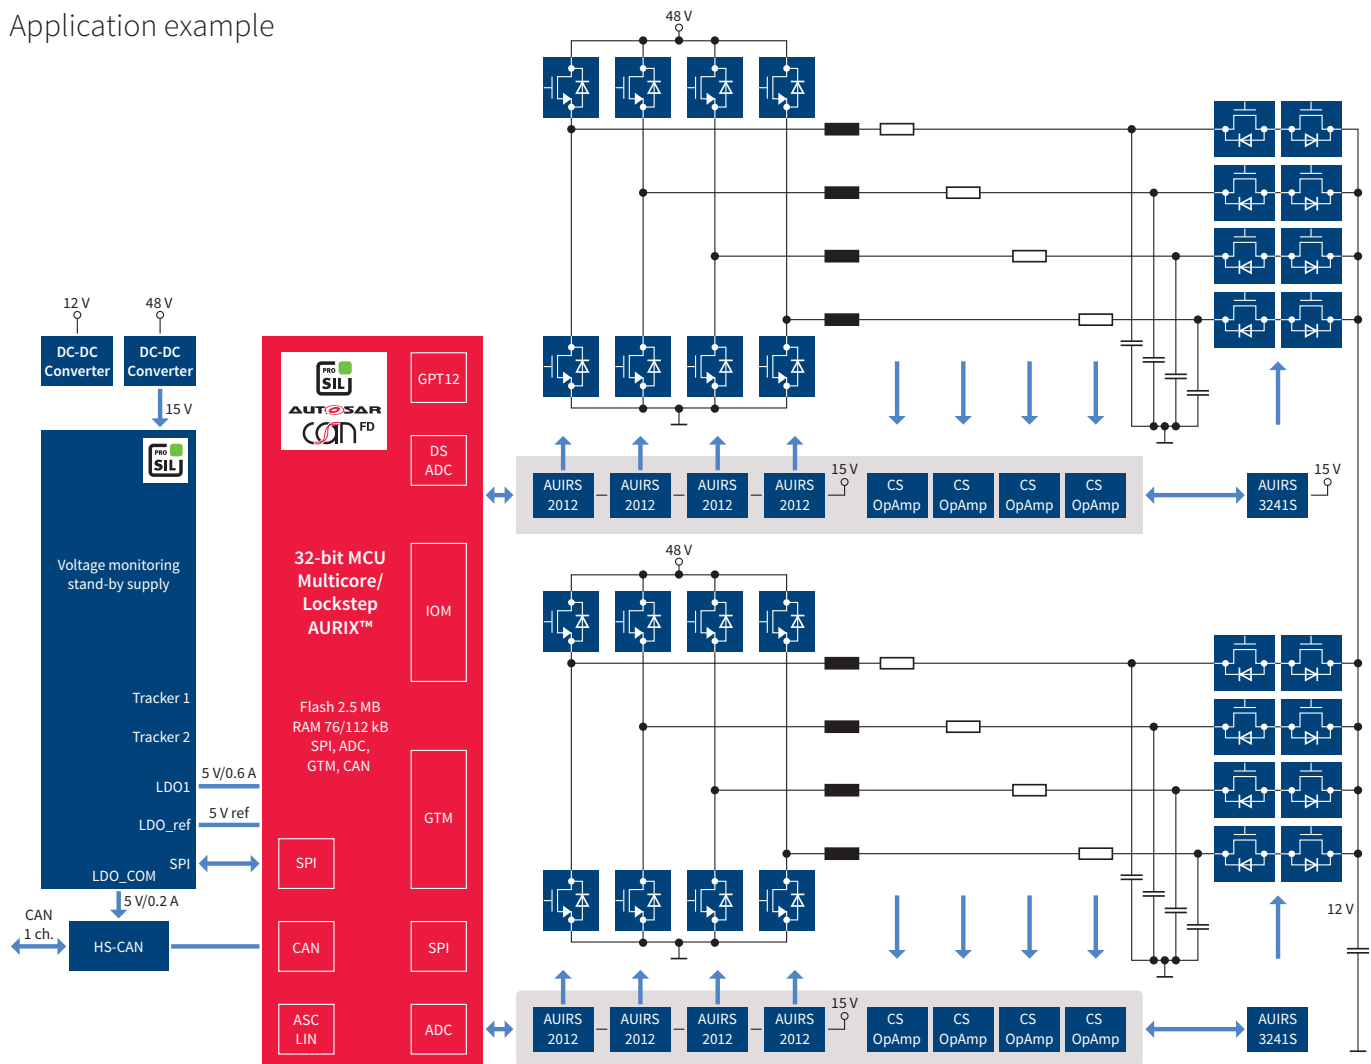 Application example
48 V
12 V
48 V
DC-DC
Converter
DC-DC
Converter
15 V
PRO
SIL
Voltage monitoring
stand-by supply
Tracker 1
Tracker 2
LDO1
LDO_ref
SPI
LDO_COM
5 V/0.6 A
5 V ref
5 V/0.2 A
CAN
1 ch.
HS-CAN
PRO
SIL
AUTOSAR
CAN FD
32-bit MCU
Multicore/
Lockstep
AURIX™
Flash 2.5 MB
RAM 76/112 kB
SPI, ADC,
GTM, CAN
GPT12
DS
ADC
IOM
GTM
SPI
CAN
SPI
ASC
LIN
ADC
AUIRS
2012
AUIRS
2012
AUIRS
2012
AUIRS
2012
15 V
CS
OpAmp
CS
OpAmp
CS
OpAmp
CS
OpAmp
AUIRS
3241S
15 V
48 V
12 V
AUIRS
2012
AUIRS
2012
AUIRS
2012
AUIRS
2012
15 V
CS
OpAmp
CS
OpAmp
CS
OpAmp
CS
OpAmp
AUIRS
3241S